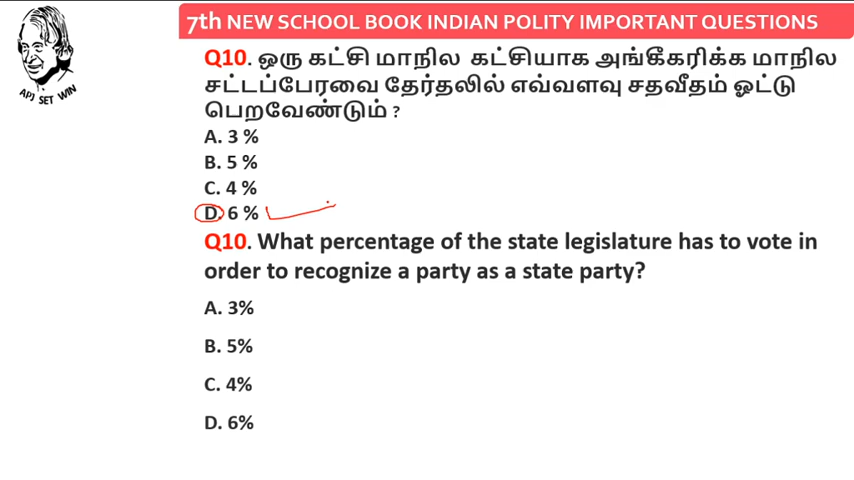 7th NEW SCHOOL BOOK INDIAN POLITY IMPORTANT QUESTIONS
APJ SET WIN
Q10. ஒரு கட்சி மாநில கட்சியாக அங்கீகரிக்க மாநில
சட்டப்பேரவை தேர்தலில் எவ்வளவு சதவீதம் ஓட்டு
பெறவேண்டும் ?
A. 3 %
B. 5 %
C. 4 %
D. 6 %
Q10. What percentage of the state legislature has to vote in
order to recognize a party as a state party?
A. 3%
B. 5%
C. 4%
D. 6%